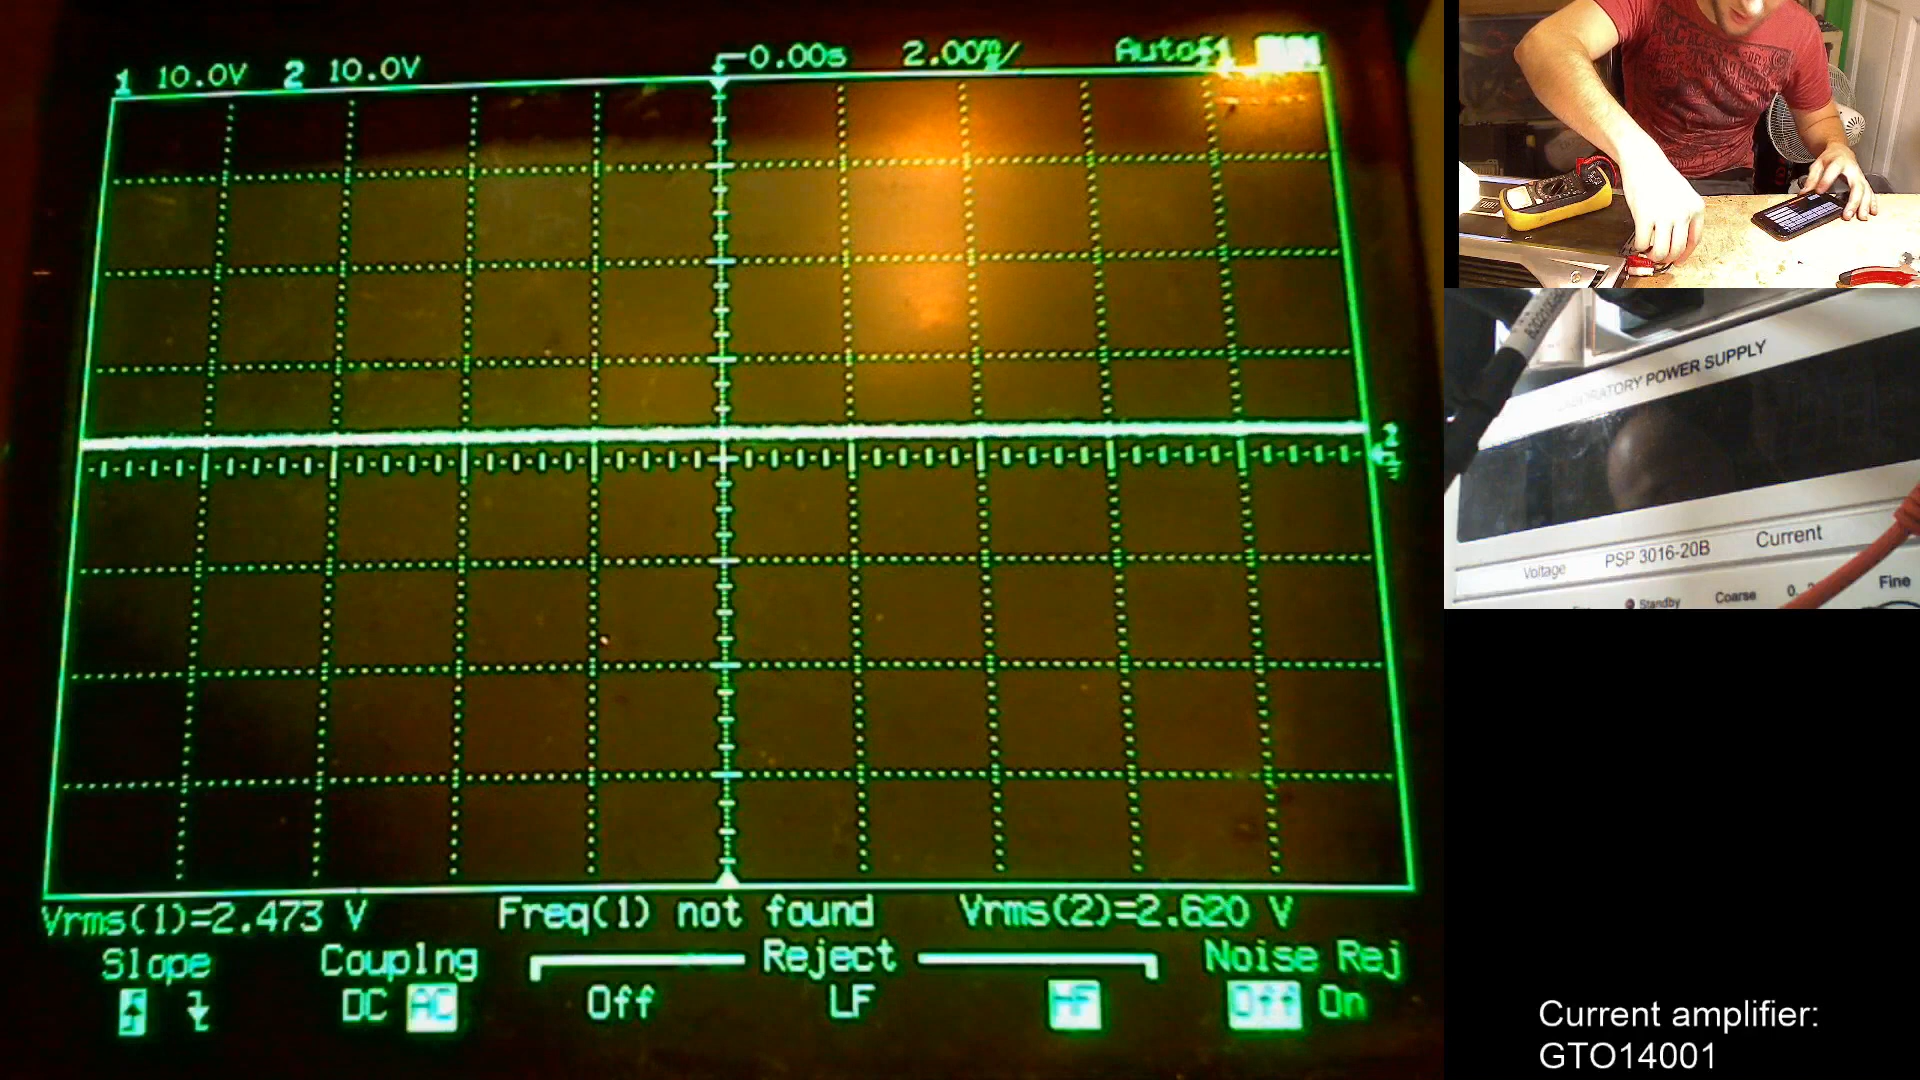 1 10.0V 2 10.0V 0.00s 2.00m/ Auto
Vrms(1)=2.473 V Freq(1) not found Vrms(2)=2.620 V
Slope Coupling Reject Noise Rej
DC AC Off LF HF Off On
LABORATORY POWER SUPPLY
Voltage PSP 3016-20B Current
Standby Coarse Fine
Current amplifier:
GTO14001